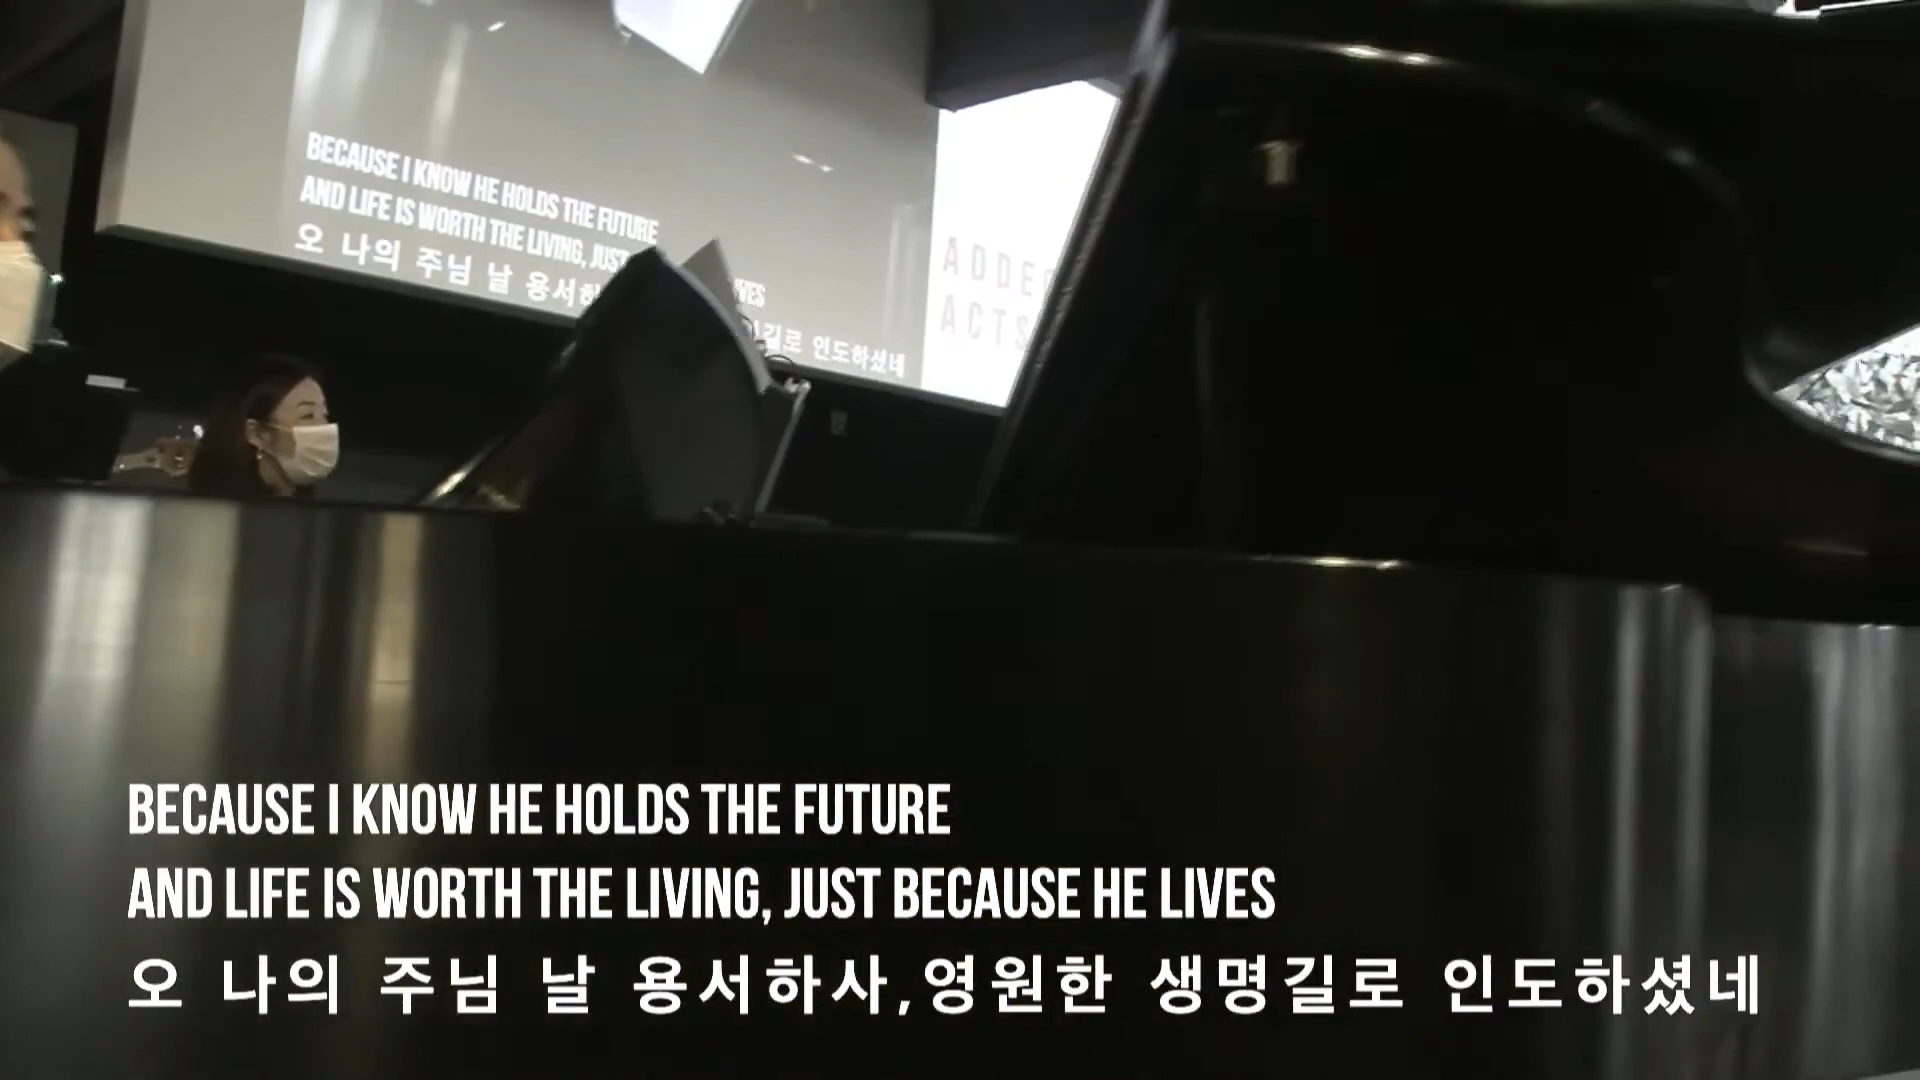 BECAUSE I KNOW HE HOLDS THE FUTURE
AND LIFE IS WORTH THE LIVING, JUST
VES
오 나의 주님 날 용서하
길로 인도하셨네
ADDE
ACTS
BECAUSE I KNOW HE HOLDS THE FUTURE
AND LIFE IS WORTH THE LIVING, JUST BECAUSE HE LIVES
오 나의 주님 날 용서하사,영원한 생명길로 인도하셨네